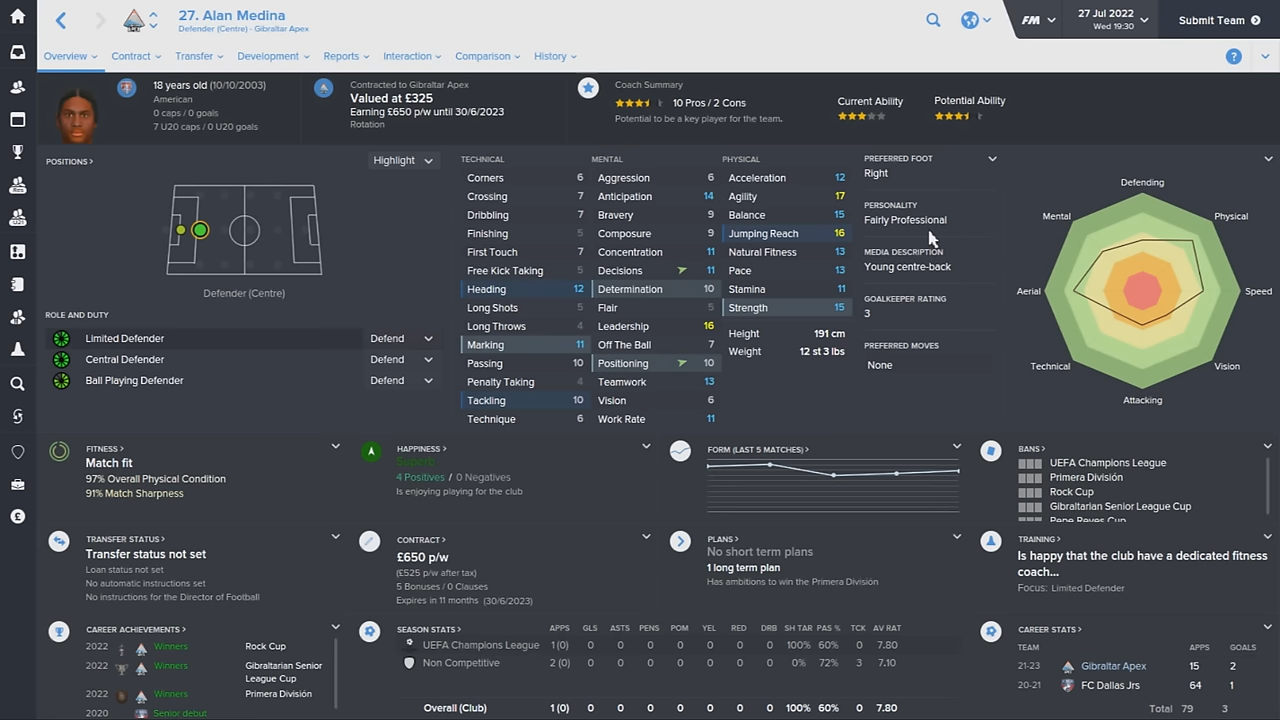 27. Alan Medina
Defender (Centre) - Gibraltar Apex
FM
27 Jul 2022
Wed 19:30
Submit Team
Overview
Contract
Transfer
Development
Reports
Interaction
Comparison
History
?
18 years old (10/10/2003)
American
0 caps / 0 goals
7 U20 caps / 0 U20 goals
Contracted to Gibraltar Apex
Valued at £325
Earning £650 p/w until 30/6/2023
Rotation
Coach Summary
10 Pros / 2 Cons
Potential to be a key player for the team.
Current Ability
Potential Ability
POSITIONS >
Highlight
Defender (Centre)
ROLE AND DUTY
Limited Defender Defend
Central Defender Defend
Ball Playing Defender Defend
TECHNICAL
Corners 6
Crossing 7
Dribbling 7
Finishing 5
First Touch 7
Free Kick Taking 5
Heading 12
Long Shots 5
Long Throws 4
Marking 11
Passing 10
Penalty Taking 4
Tackling 10
Technique 6
MENTAL
Aggression 6
Anticipation 14
Bravery 9
Composure 9
Concentration 11
Decisions 11
Determination 10
Flair 5
Leadership 16
Off The Ball 7
Positioning 10
Teamwork 13
Vision 6
Work Rate 11
PHYSICAL
Acceleration 12
Agility 17
Balance 15
Jumping Reach 16
Natural Fitness 13
Pace 13
Stamina 11
Strength 15
Height 191 cm
Weight 12 st 3 lbs
PREFERRED FOOT
Right
PERSONALITY
Fairly Professional
MEDIA DESCRIPTION
Young centre-back
GOALKEEPER RATING
3
PREFERRED MOVES
None
Defending
Mental
Physical
Aerial
Speed
Technical
Vision
Attacking
FITNESS >
Match fit
97% Overall Physical Condition
91% Match Sharpness
HAPPINESS >
Superb
4 Positives / 0 Negatives
Is enjoying playing for the club
FORM (LAST 5 MATCHES) >
BANS >
UEFA Champions League
Primera División
Rock Cup
Gibraltarian Senior League Cup
Pepe Reyes Cup
TRANSFER STATUS >
Transfer status not set
Loan status not set
No automatic instructions set
No instructions for the Director of Football
CONTRACT >
£650 p/w
(£525 p/w after tax)
5 Bonuses / 0 Clauses
Expires in 11 months (30/6/2023)
PLANS >
No short term plans
1 long term plan
Has ambitions to win the Primera División
TRAINING >
Is happy that the club have a dedicated fitness
coach...
Focus: Limited Defender
CAREER ACHIEVEMENTS >
2022 Winners Rock Cup
2022 Winners Gibraltarian Senior
League Cup
2022 Winners Primera División
2020 Senior debut
SEASON STATS > APPS GLS ASTS PENS POM YEL RED DRB SH TAR PAS % TCK AV RAT
UEFA Champions League 1 (0) 0 0 0 0 0 0 0 100% 60% 0 7.80
Non Competitive 2 (0) 0 0 0 0 0 0 0 0% 72% 3 7.10
Overall (Club) 1 (0) 0 0 0 0 0 0 0 100% 60% 0 7.80
CAREER STATS >
TEAM APPS GOALS
21-23 Gibraltar Apex 15 2
20-21 FC Dallas Jrs 64 1
Total 79 3